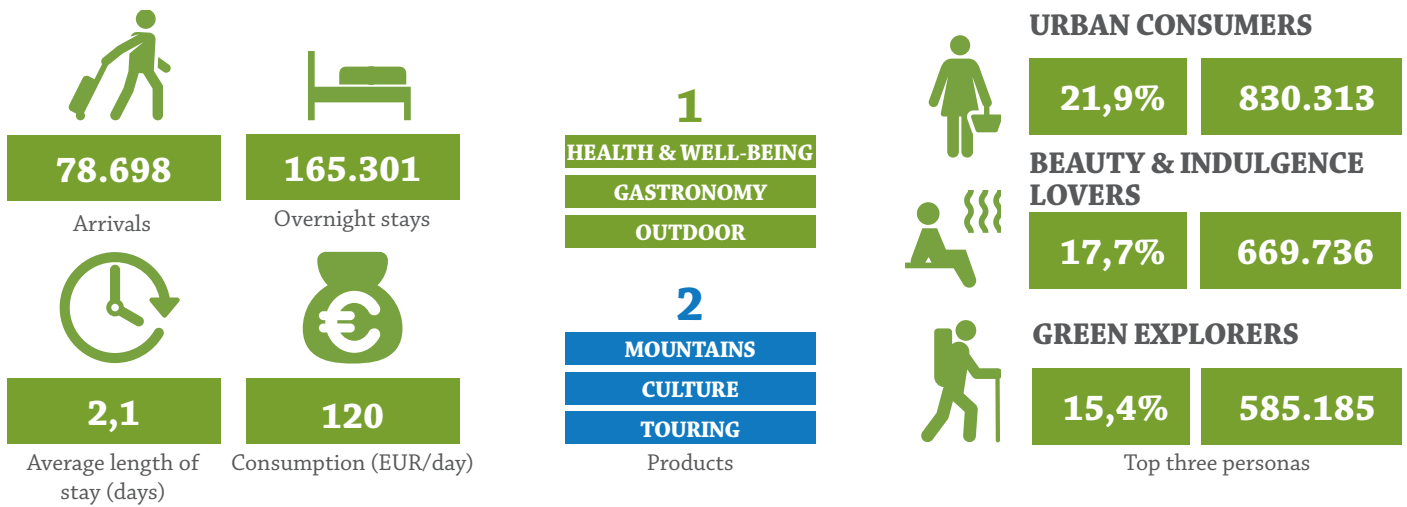 78.698
Arrivals
165.301
Overnight stays
2,1
Average length of
stay (days)
120
Consumption (EUR/day)
1
HEALTH & WELL-BEING
GASTRONOMY
OUTDOOR
2
MOUNTAINS
CULTURE
TOURING
Products
URBAN CONSUMERS
21,9%
830.313
BEAUTY & INDULGENCE
LOVERS
17,7%
669.736
GREEN EXPLORERS
15,4%
585.185
Top three personas